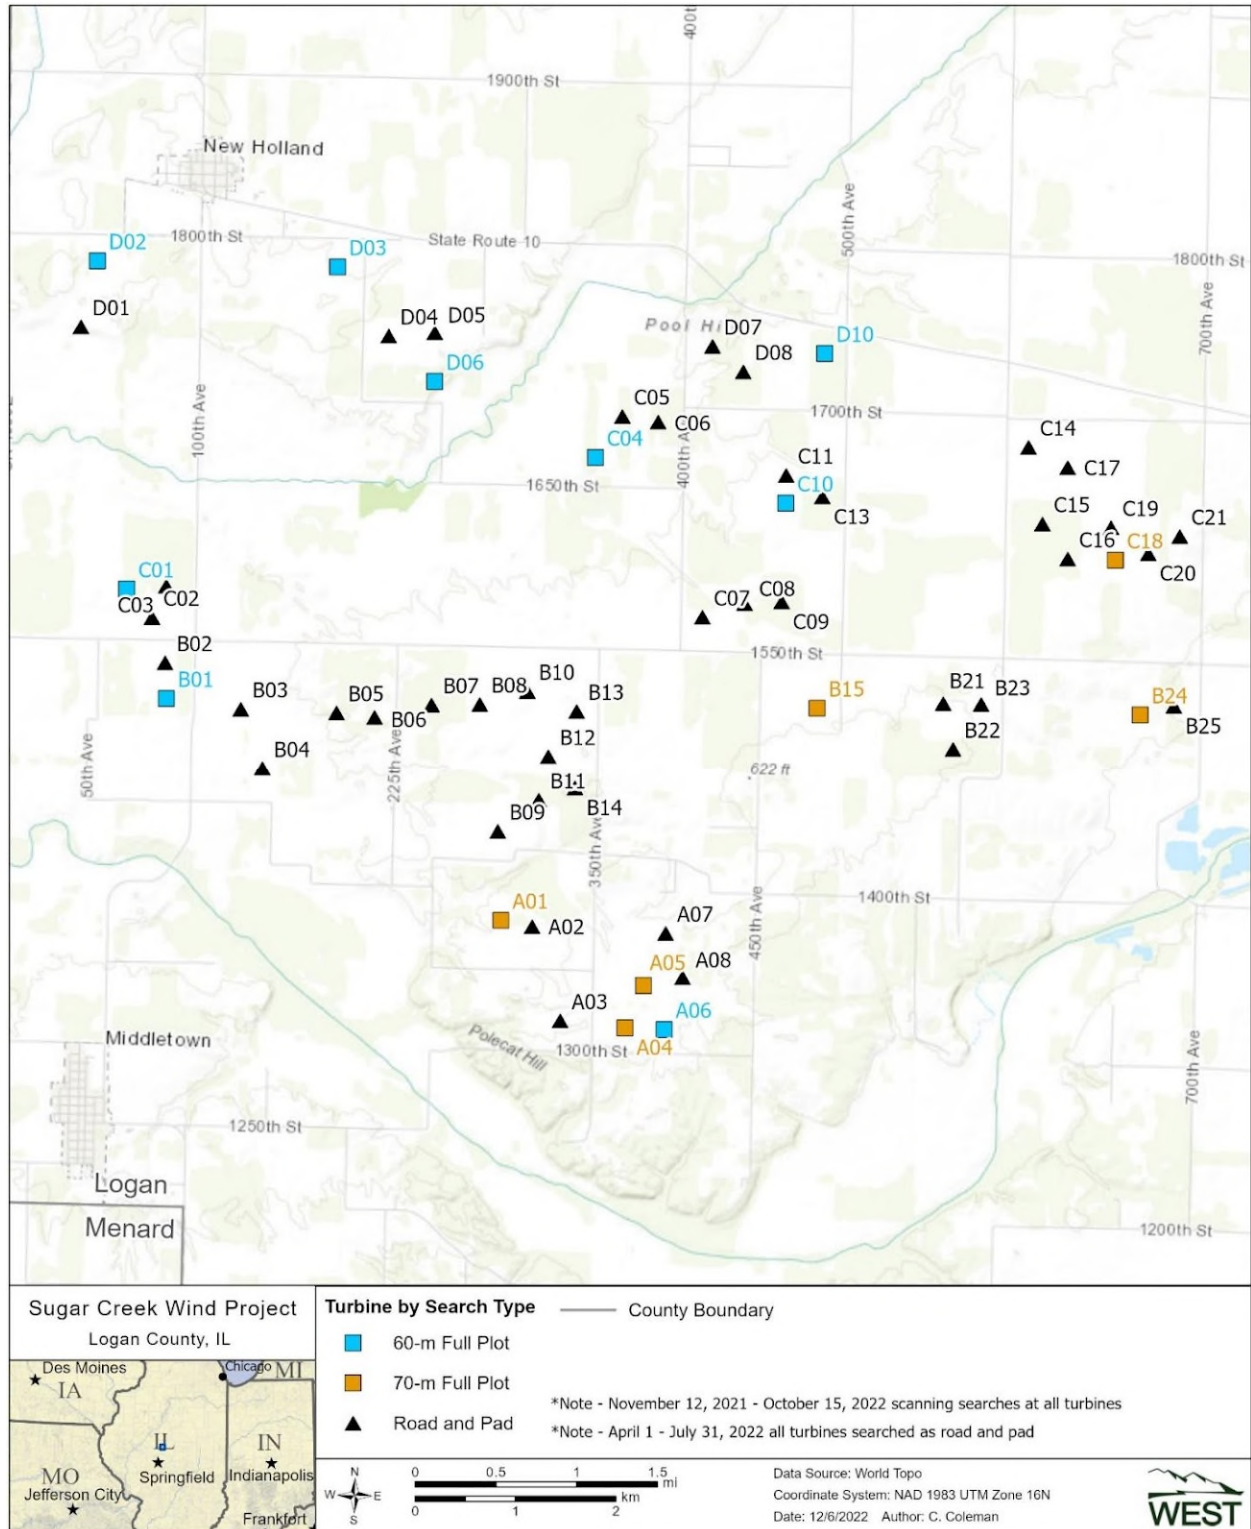 400t
1900th St
New Holland
500th Ave
1800th St
State Route 10
D02
D03
1800th St
D01
D04
D05
Pool Hi
D07
D10
700th Ave
D06
D08
100th Ave
C05
C06
1700th St
C04
400th A
C14
C11
C17
1650th St
C10
C13
C15
C19
C21
C16
C18
C20
C01
C03
C02
C07
C08
C09
B02
1550th St
B01
B03
B05
B06
B07
B08
B10
B13
B15
B21
B23
B24
B25
50th Ave
B04
225th Ave
B12
B22
622 ft
B11
B09
B14
350th Ave
A01
1400th St
A02
A07
450th Ave
A05
A08
A03
A06
Middletown
Polecat Hill
1300th St
A04
700th Ave
1250th St
Logan
Menard
1200th St
Sugar Creek Wind Project
Logan County, IL
Des Moines
Chicago
MI
IA
IL
IN
MO
Springfield
Indianapolis
Jefferson City
Frankfort
Turbine by Search Type
County Boundary
60-m Full Plot
70-m Full Plot
Road and Pad
*Note - November 12, 2021 - October 15, 2022 scanning searches at all turbines
*Note - April 1 - July 31, 2022 all turbines searched as road and pad
N
W E
S
0 0.5 1 1.5
mi
km
0 1 2
Data Source: World Topo
Coordinate System: NAD 1983 UTM Zone 16N
Date: 12/6/2022 Author: C. Coleman
WEST